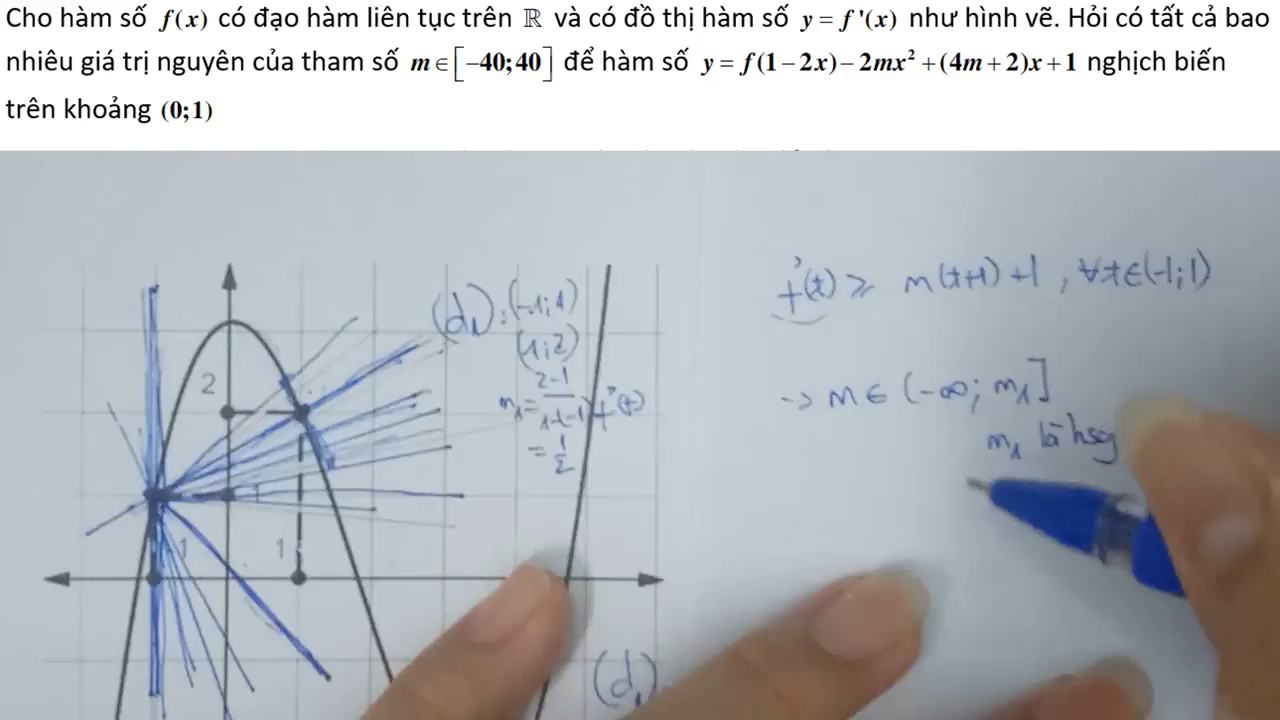 Cho hàm số f(x) có đạo hàm liên tục trên ℝ và có đồ thị hàm số y = f '(x) như hình vẽ. Hỏi có tất cả bao
nhiêu giá trị nguyên của tham số m ∈ [−40; 40] để hàm số y = f(1−2x) − 2mx² + (4m+2)x + 1 nghịch biến
trên khoảng (0;1)
f'(t) ≥ m(t+1)+1, ∀t∈(-1;1)
(d₁): (-1;1)
(1;2)
2
m₁ = 2-1 / 1-(-1)
f'(t)
= 1/2
→ m ∈ (-∞; m₁]
m₁ là hsg
1
1
(d₁)